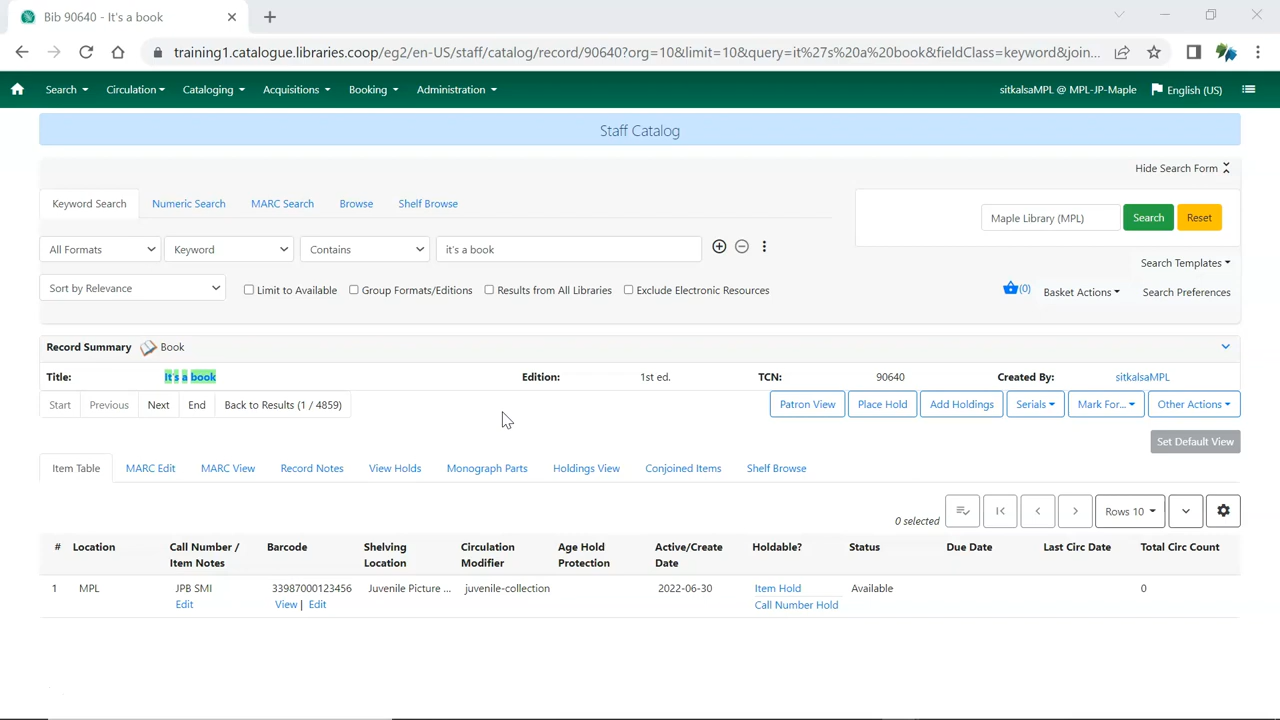 Bib 90640 - It's a book
training1.catalogue.libraries.coop/eg2/en-US/staff/catalog/record/90640?org=10&limit=10&query=it%27s%20a%20book&fieldClass=keyword&join...
Search Circulation Cataloging Acquisitions Booking Administration sitkalsaMPL @ MPL-JP-Maple English (US)
Staff Catalog
Hide Search Form
Keyword Search Numeric Search MARC Search Browse Shelf Browse
Maple Library (MPL) Search Reset
All Formats Keyword Contains it's a book
Search Templates
Sort by Relevance Limit to Available Group Formats/Editions Results from All Libraries Exclude Electronic Resources (0) Basket Actions Search Preferences
Record Summary Book
Title: It's a book Edition: 1st ed. TCN: 90640 Created By: sitkalsaMPL
Start Previous Next End Back to Results (1 / 4859) Patron View Place Hold Add Holdings Serials Mark For... Other Actions
Set Default View
Item Table MARC Edit MARC View Record Notes View Holds Monograph Parts Holdings View Conjoined Items Shelf Browse
0 selected Rows 10
# Location Call Number / Item Notes Barcode Shelving Location Circulation Modifier Age Hold Protection Active/Create Date Holdable? Status Due Date Last Circ Date Total Circ Count
1 MPL JPB SMI 33987000123456 Juvenile Picture ... juvenile-collection 2022-06-30 Item Hold Available 0
Edit View | Edit Call Number Hold